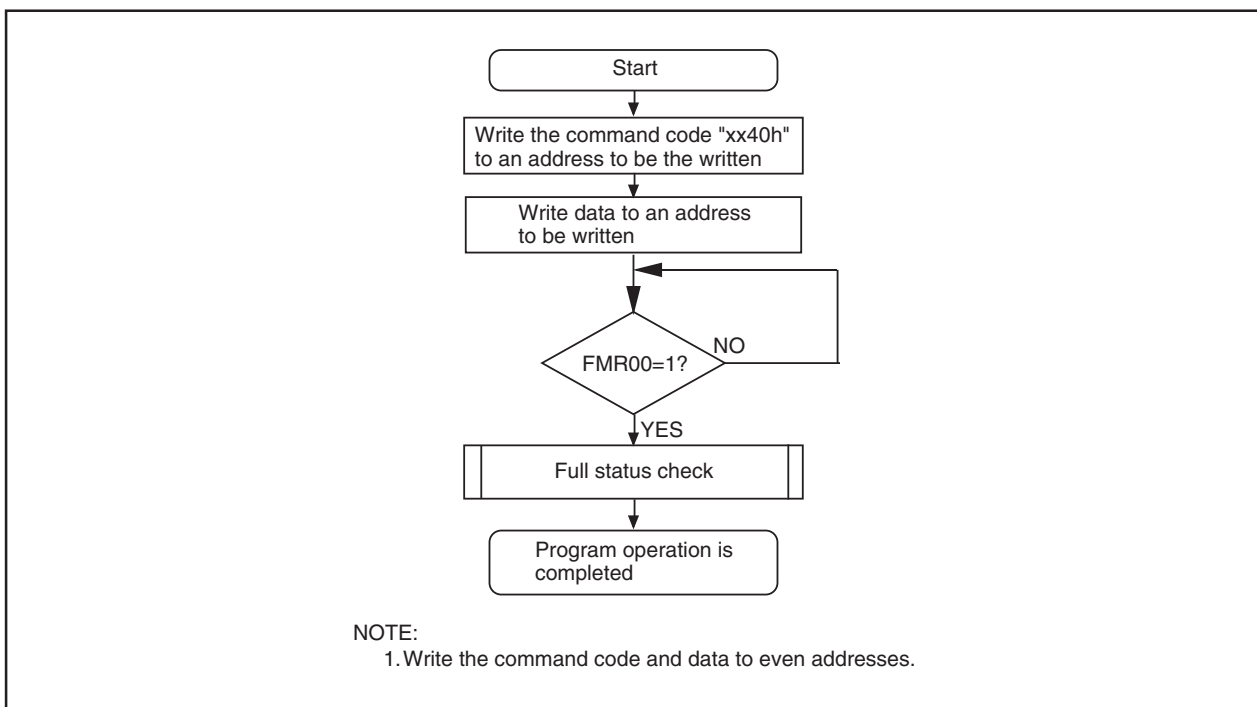 Start
Write the command code "xx40h"
to an address to be the written
Write data to an address
to be written
FMR00=1?
NO
YES
Full status check
Program operation is
completed
NOTE:
1. Write the command code and data to even addresses.